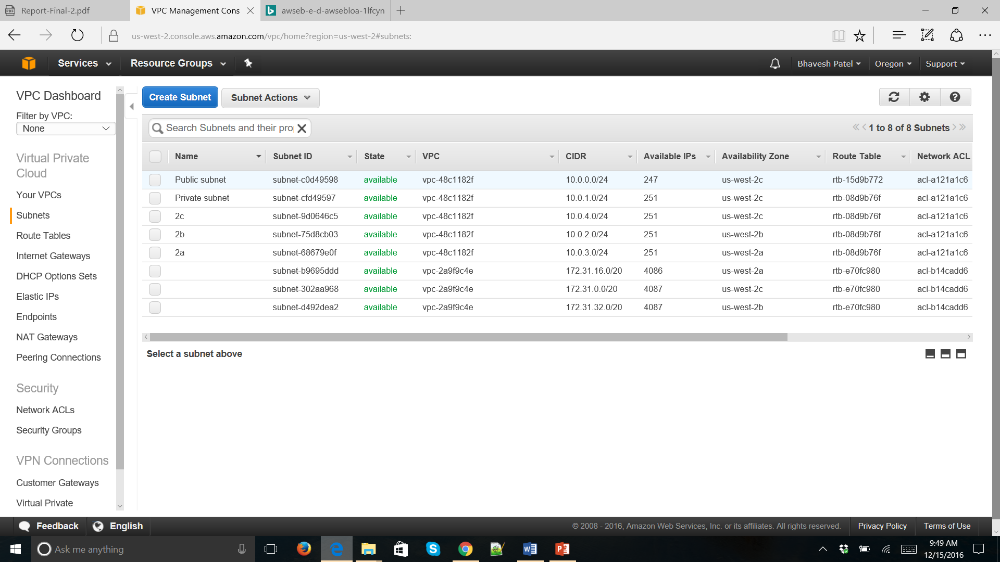 Report-Final-2.pdf
VPC Management Cons
awseb-e-d-awsebloa-1lfcyn
us-west-2.console.aws.amazon.com/vpc/home?region=us-west-2#subnets:
Services
Resource Groups
Bhavesh Patel
Oregon
Support
VPC Dashboard
Filter by VPC:
None
Virtual Private
Cloud
Your VPCs
Subnets
Route Tables
Internet Gateways
DHCP Options Sets
Elastic IPs
Endpoints
NAT Gateways
Peering Connections
Security
Network ACLs
Security Groups
VPN Connections
Customer Gateways
Virtual Private
Create Subnet
Subnet Actions
Search Subnets and their pro
1 to 8 of 8 Subnets
Name Subnet ID State VPC CIDR Available IPs Availability Zone Route Table Network ACL
Public subnet subnet-c0d49598 available vpc-48c1182f 10.0.0.0/24 247 us-west-2c rtb-15d9b772 acl-a121a1c6
Private subnet subnet-cfd49597 available vpc-48c1182f 10.0.1.0/24 251 us-west-2c rtb-08d9b76f acl-a121a1c6
2c subnet-9d0646c5 available vpc-48c1182f 10.0.4.0/24 251 us-west-2c rtb-08d9b76f acl-a121a1c6
2b subnet-75d8cb03 available vpc-48c1182f 10.0.2.0/24 251 us-west-2b rtb-08d9b76f acl-a121a1c6
2a subnet-68679e0f available vpc-48c1182f 10.0.3.0/24 251 us-west-2a rtb-08d9b76f acl-a121a1c6
subnet-b9695ddd available vpc-2a9f9c4e 172.31.16.0/20 4086 us-west-2a rtb-e70fc980 acl-b14cadd6
subnet-302aa968 available vpc-2a9f9c4e 172.31.0.0/20 4087 us-west-2c rtb-e70fc980 acl-b14cadd6
subnet-d492dea2 available vpc-2a9f9c4e 172.31.32.0/20 4087 us-west-2b rtb-e70fc980 acl-b14cadd6
Select a subnet above
Feedback
English
© 2008 - 2016, Amazon Web Services, Inc. or its affiliates. All rights reserved.
Privacy Policy
Terms of Use
Ask me anything
9:49 AM
12/15/2016